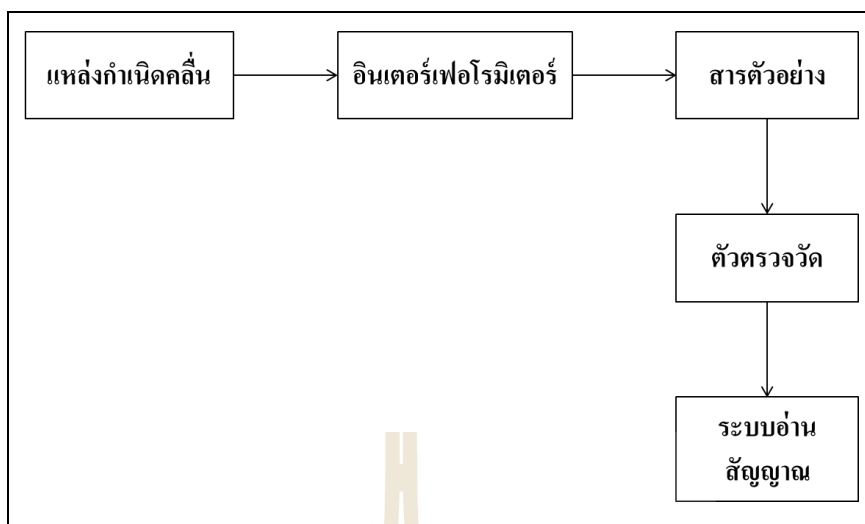 แหล่งกำเนิดคลื่น
อินเตอร์เฟอโรมิเตอร์
สารตัวอย่าง
ตัวตรวจวัด
ระบบอ่าน
สัญญาณ